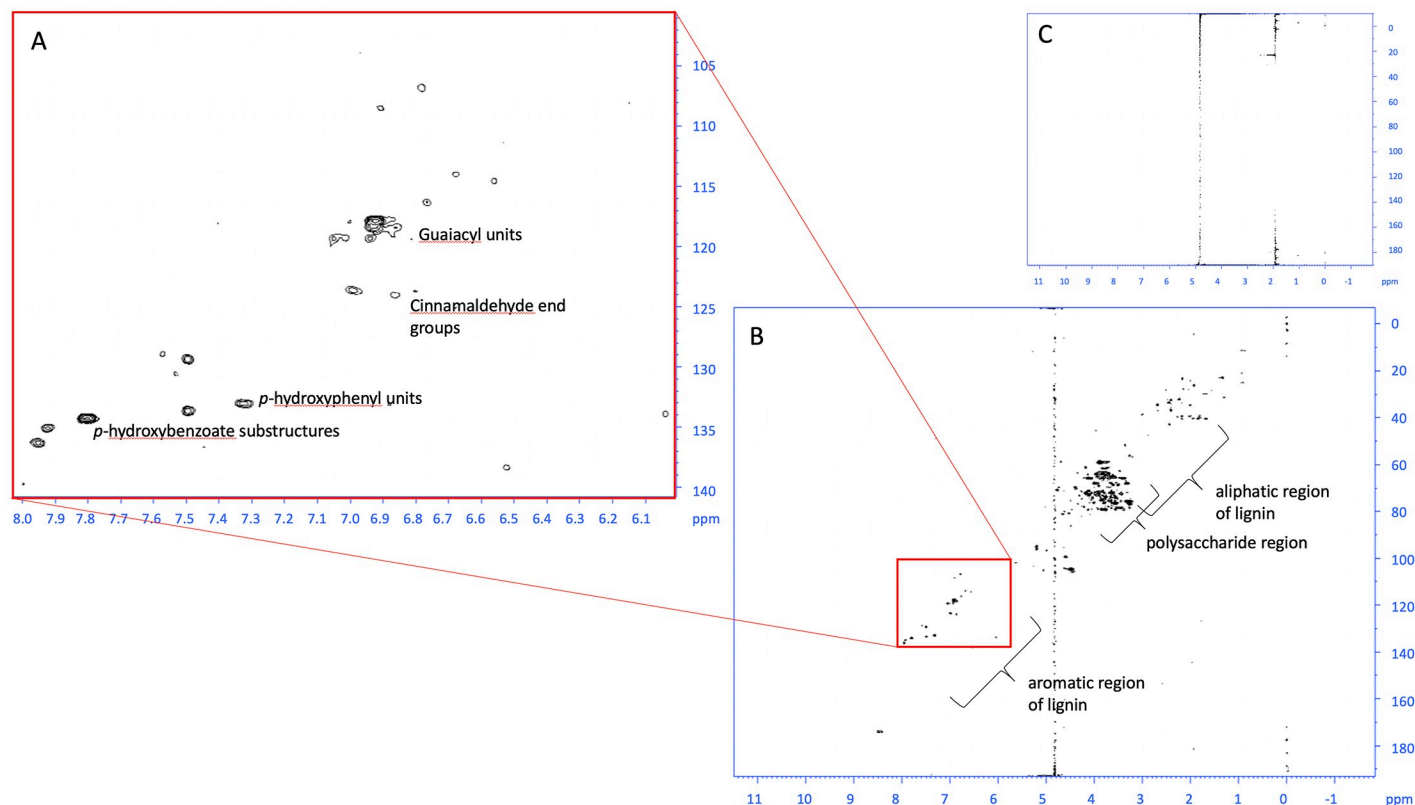 A
105
110
115
120
125
130
135
140
Guaiacyl units
Cinnamaldehyde end
groups
p-hydroxyphenyl units
p-hydroxybenzoate substructures
8.0 7.9 7.8 7.7 7.6 7.5 7.4 7.3 7.2 7.1 7.0 6.9 6.8 6.7 6.6 6.5 6.4 6.3 6.2 6.1 ppm
C
0
20
40
60
80
100
120
140
160
180
11 10 9 8 7 6 5 4 3 2 1 0 -1 ppm
B
0
20
40
60
80
100
120
140
160
180
aliphatic region
of lignin
polysaccharide region
aromatic region
of lignin
11 10 9 8 7 6 5 4 3 2 1 0 -1 ppm